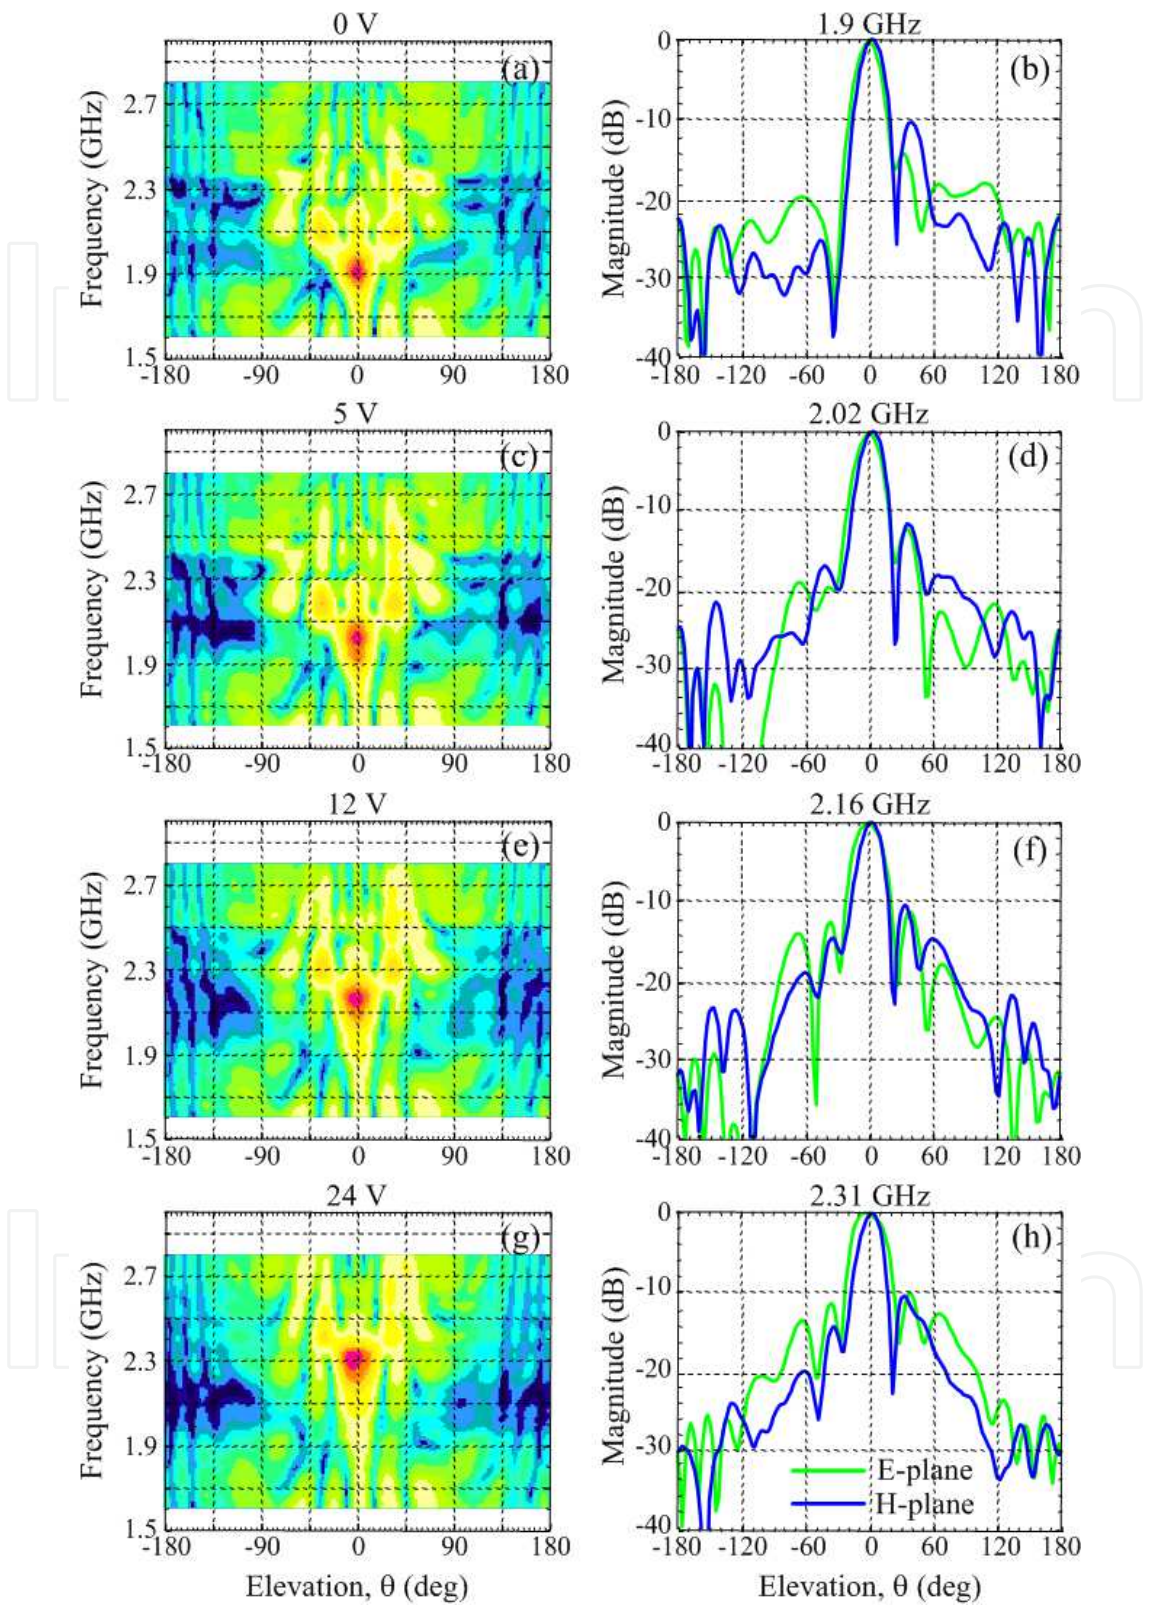 0 V
1.9 GHz
(a)
(b)
Frequency (GHz)
2.7
2.3
1.9
1.5
-180 -90 0 90 180
Magnitude (dB)
0
-10
-20
-30
-40
-180 -120 -60 0 60 120 180
5 V
2.02 GHz
(c)
(d)
Frequency (GHz)
2.7
2.3
1.9
1.5
-180 -90 0 90 180
Magnitude (dB)
0
-10
-20
-30
-40
-180 -120 -60 0 60 120 180
12 V
2.16 GHz
(e)
(f)
Frequency (GHz)
2.7
2.3
1.9
1.5
-180 -90 0 90 180
Magnitude (dB)
0
-10
-20
-30
-40
-180 -120 -60 0 60 120 180
24 V
2.31 GHz
(g)
(h)
Frequency (GHz)
2.7
2.3
1.9
1.5
-180 -90 0 90 180
Elevation, θ (deg)
Magnitude (dB)
0
-10
-20
-30
-40
E-plane
H-plane
-180 -120 -60 0 60 120 180
Elevation, θ (deg)